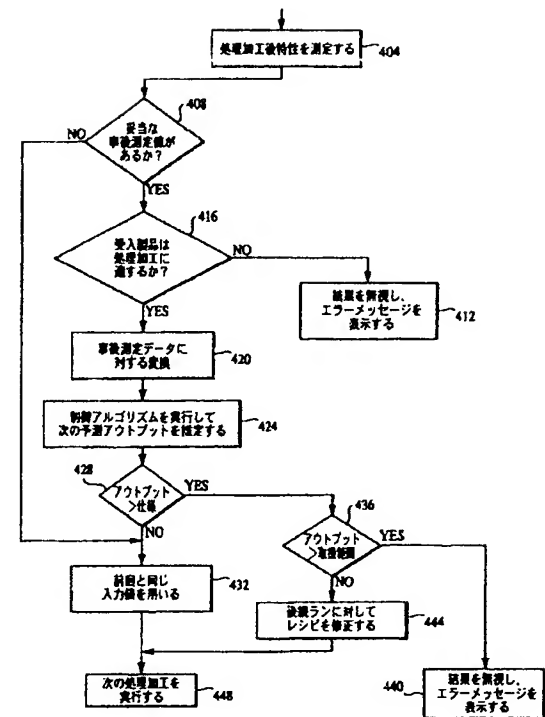 処理加工後特性を測定する
404
408
妥当な
事後測定値が
あるか?
NO
YES
416
受入製品は
処理加工に
適するか?
NO
YES
結果を無視し、
エラーメッセージを
表示する
412
事後測定データに
対する変換
420
制御アルゴリズムを実行して
次の予測アウトプットを推定する
424
428
アウトプット
>仕様
YES
NO
436
アウトプット
>取扱範囲
YES
NO
前回と同じ
入力値を用いる
432
後続ランに対して
レシピを修正する
444
次の処理加工を
実行する
448
440
結果を無視し、
エラーメッセージを
表示する